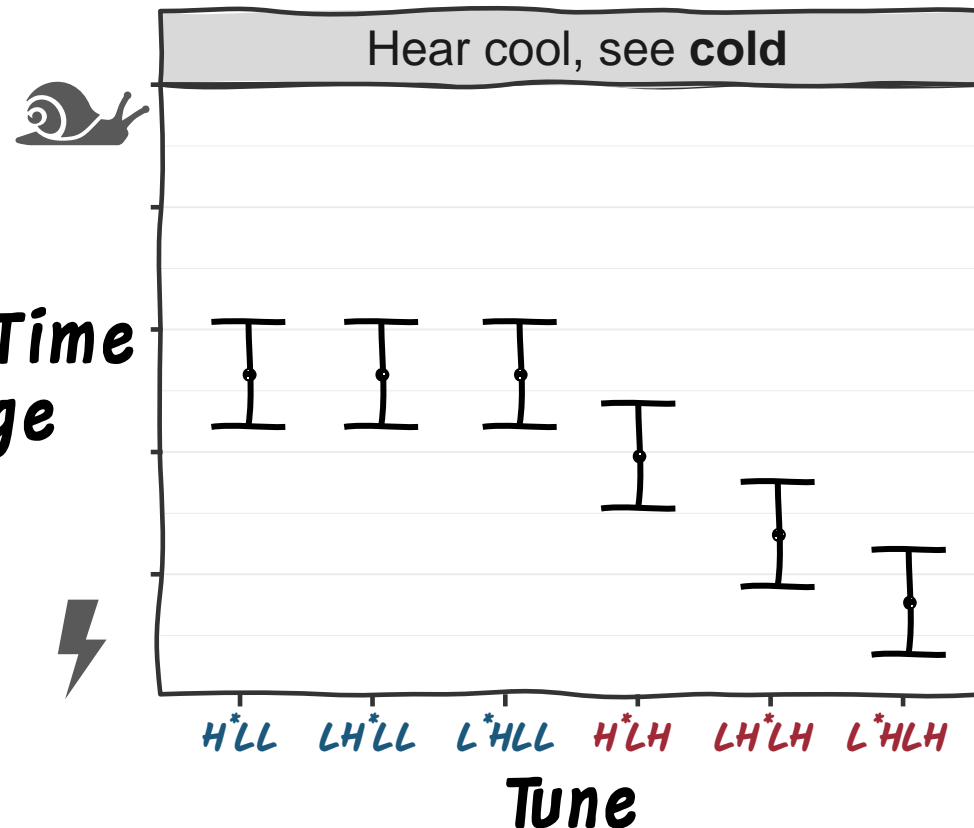 Hear cool, see cold
Time
ge
H*LL LH*LL L*HLL H*LH LH*LH L*HLH
Tune